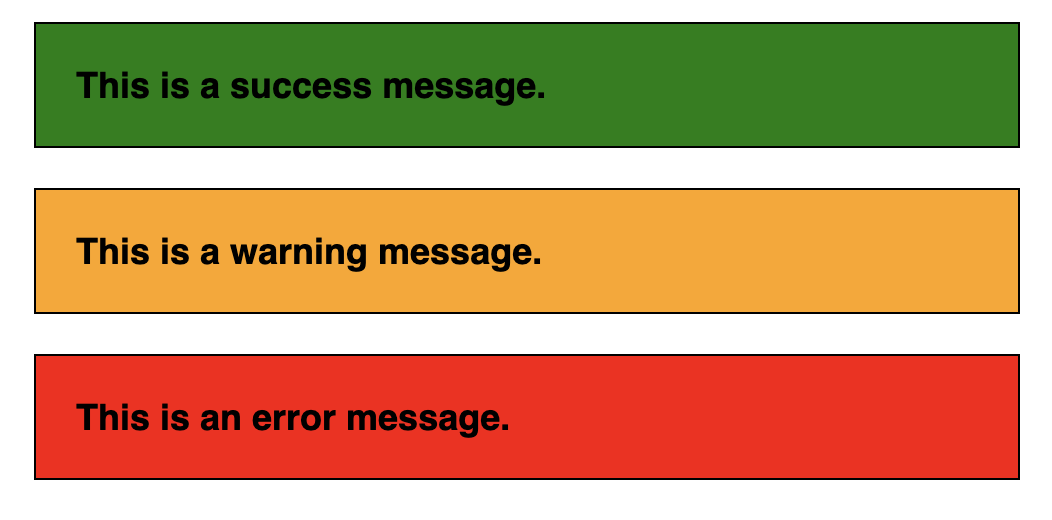 This is a success message.
This is a warning message.
This is an error message.